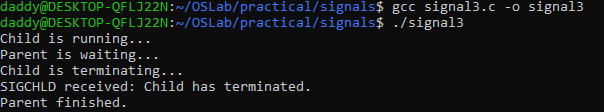 daddy@DESKTOP-QFLJ22N:~/OSLab/practical/signals$ gcc signal3.c -o signal3
daddy@DESKTOP-QFLJ22N:~/OSLab/practical/signals$ ./signal3
Child is running...
Parent is waiting...
Child is terminating...
SIGCHLD received: Child has terminated.
Parent finished.